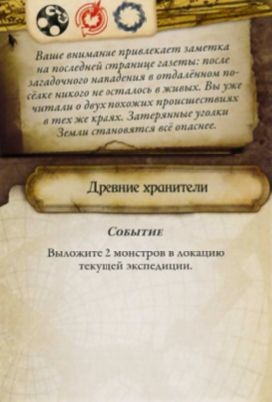 Ваше внимание привлекает заметка
на последней странице газеты: после
загадочного нападения в отдалённом по-
сёлке никого не осталось в живых. Вы уже
читали о двух похожих происшествиях
в тех же краях. Затерянные уголки
Земли становятся всё опаснее.
Древние хранители
Событие
Выложите 2 монстров в локацию
текущей экспедиции.